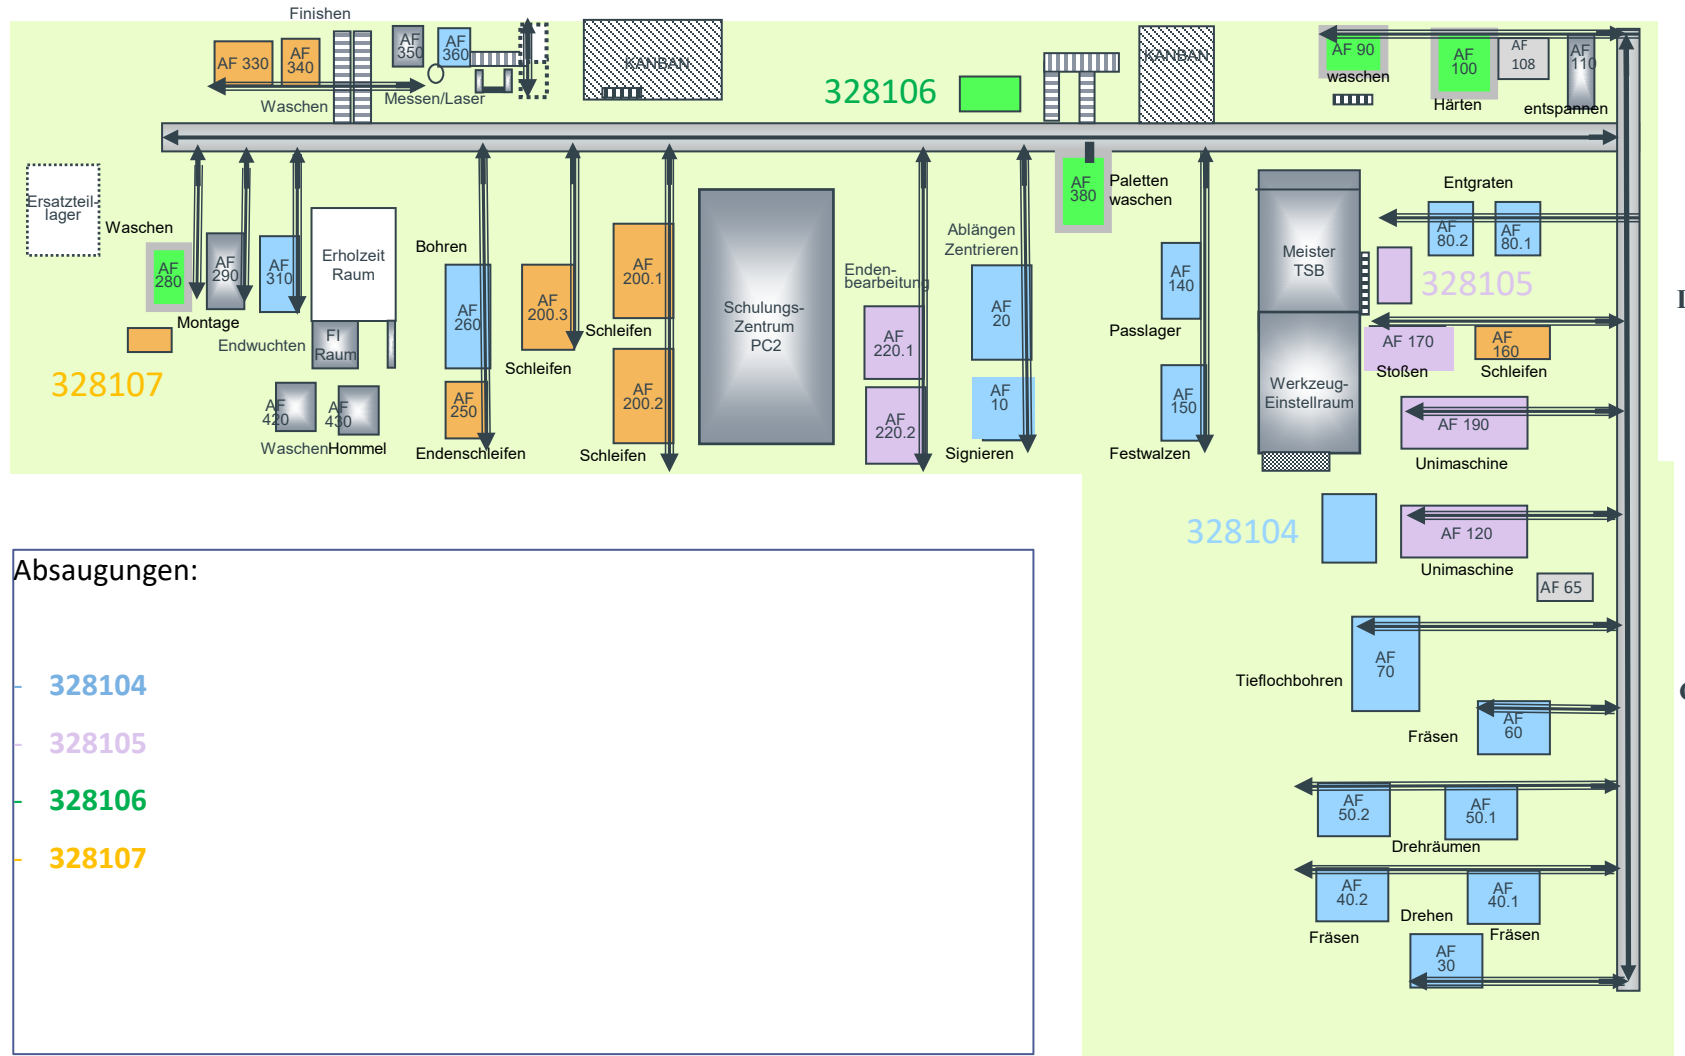 Finishen
AF 330
AF
340
Waschen
AF
350
AF
360
Messen/Laser
KANBAN
328106
KANBAN
AF 90
waschen
AF
100
Härten
AF
108
AF
110
entspannen
Ersatzteil-
lager
Waschen
AF
280
AF
290
Montage
AF
310
Endwuchten
Erholzeit
Raum
FI
Raum
328107
AF
420
Waschen
AF
430
Hommel
Bohren
AF
260
AF
250
Endenschleifen
AF
200.3
Schleifen
AF
200.1
Schleifen
AF
200.2
Schleifen
Schulungs-
Zentrum
PC2
Enden-
bearbeitung
AF
220.1
AF
220.2
Ablängen
Zentrieren
AF
20
AF
10
Signieren
AF
380
Paletten
waschen
AF
140
Passlager
AF
150
Festwalzen
Meister
TSB
Werkzeug-
Einstellraum
Entgraten
AF
80.2
AF
80.1
328105
AF 170
Stoßen
AF
160
Schleifen
AF 190
Unimaschine
328104
AF 120
Unimaschine
AF 65
AF
70
Tieflochbohren
AF
60
Fräsen
AF
50.2
AF
50.1
Drehräumen
AF
40.2
Fräsen
AF
40.1
Fräsen
Drehen
AF
30
Absaugungen:
- 328104
- 328105
- 328106
- 328107